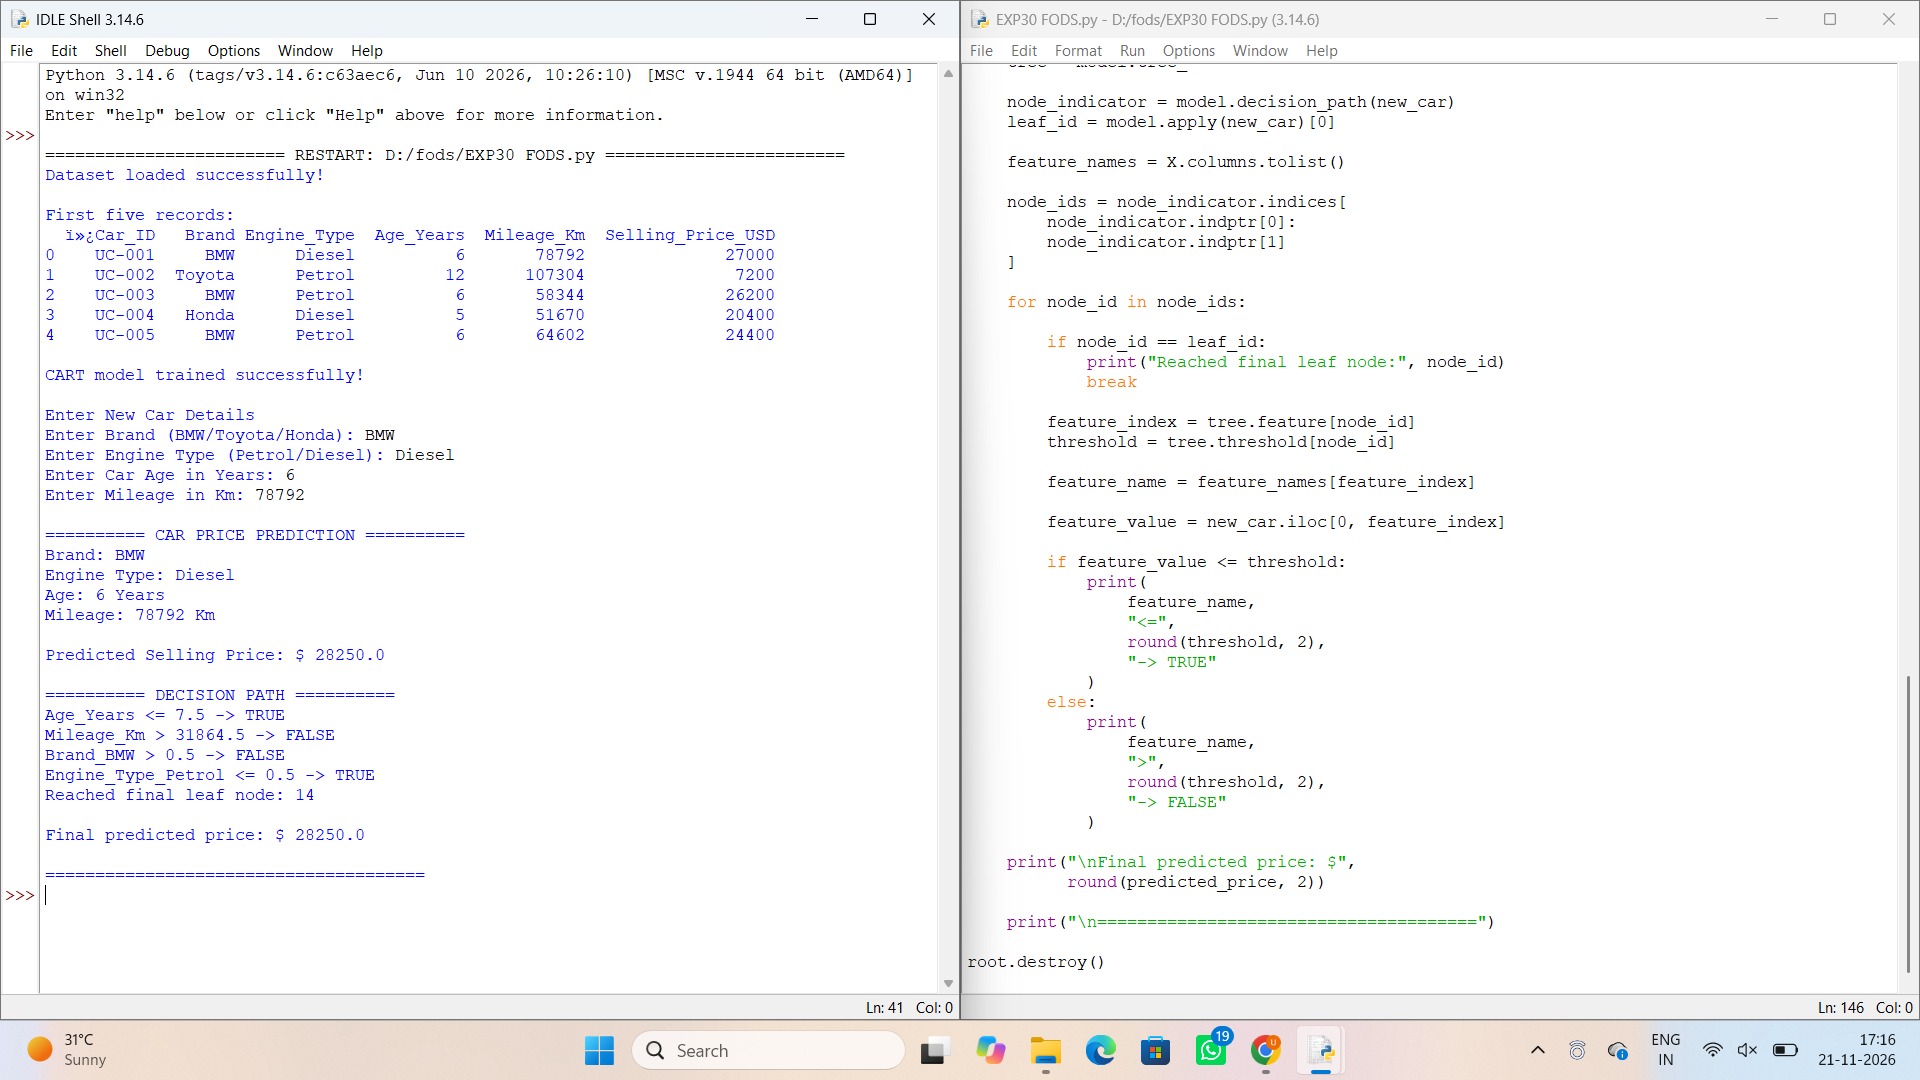 IDLE Shell 3.14.6
File Edit Shell Debug Options Window Help
Python 3.14.6 (tags/v3.14.6:c63aec6, Jun 10 2026, 10:26:10) [MSC v.1944 64 bit (AMD64)]
on win32
Enter "help" below or click "Help" above for more information.
>>>
======================== RESTART: D:/fods/EXP30 FODS.py ========================
Dataset loaded successfully!
First five records:
ï»¿Car_ID Brand Engine_Type Age_Years Mileage_Km Selling_Price_USD
0 UC-001 BMW Diesel 6 78792 27000
1 UC-002 Toyota Petrol 12 107304 7200
2 UC-003 BMW Petrol 6 58344 26200
3 UC-004 Honda Diesel 5 51670 20400
4 UC-005 BMW Petrol 6 64602 24400
CART model trained successfully!
Enter New Car Details
Enter Brand (BMW/Toyota/Honda): BMW
Enter Engine Type (Petrol/Diesel): Diesel
Enter Car Age in Years: 6
Enter Mileage in Km: 78792
========== CAR PRICE PREDICTION ==========
Brand: BMW
Engine Type: Diesel
Age: 6 Years
Mileage: 78792 Km
Predicted Selling Price: $ 28250.0
========== DECISION PATH ==========
Age_Years <= 7.5 -> TRUE
Mileage_Km > 31864.5 -> FALSE
Brand_BMW > 0.5 -> FALSE
Engine_Type_Petrol <= 0.5 -> TRUE
Reached final leaf node: 14
Final predicted price: $ 28250.0
======================================
>>>
Ln: 41 Col: 0
EXP30 FODS.py - D:/fods/EXP30 FODS.py (3.14.6)
File Edit Format Run Options Window Help
node_indicator = model.decision_path(new_car)
leaf_id = model.apply(new_car)[0]
feature_names = X.columns.tolist()
node_ids = node_indicator.indices[
node_indicator.indptr[0]:
node_indicator.indptr[1]
]
for node_id in node_ids:
if node_id == leaf_id:
print("Reached final leaf node:", node_id)
break
feature_index = tree.feature[node_id]
threshold = tree.threshold[node_id]
feature_name = feature_names[feature_index]
feature_value = new_car.iloc[0, feature_index]
if feature_value <= threshold:
print(
feature_name,
"<=",
round(threshold, 2),
"-> TRUE"
)
else:
print(
feature_name,
">",
round(threshold, 2),
"-> FALSE"
)
print("\nFinal predicted price: $",
round(predicted_price, 2))
print("\n======================================")
root.destroy()
Ln: 146 Col: 0
31°C
Sunny
Search
19
ENG
IN
17:16
21-11-2026